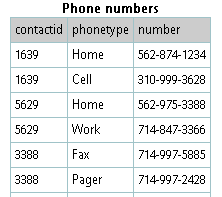 Phone numbers
contactid phonetype number
1639 Home 562-874-1234
1639 Cell 310-999-3628
5629 Home 562-975-3388
5629 Work 714-847-3366
3388 Fax 714-997-5885
3388 Pager 714-997-2428